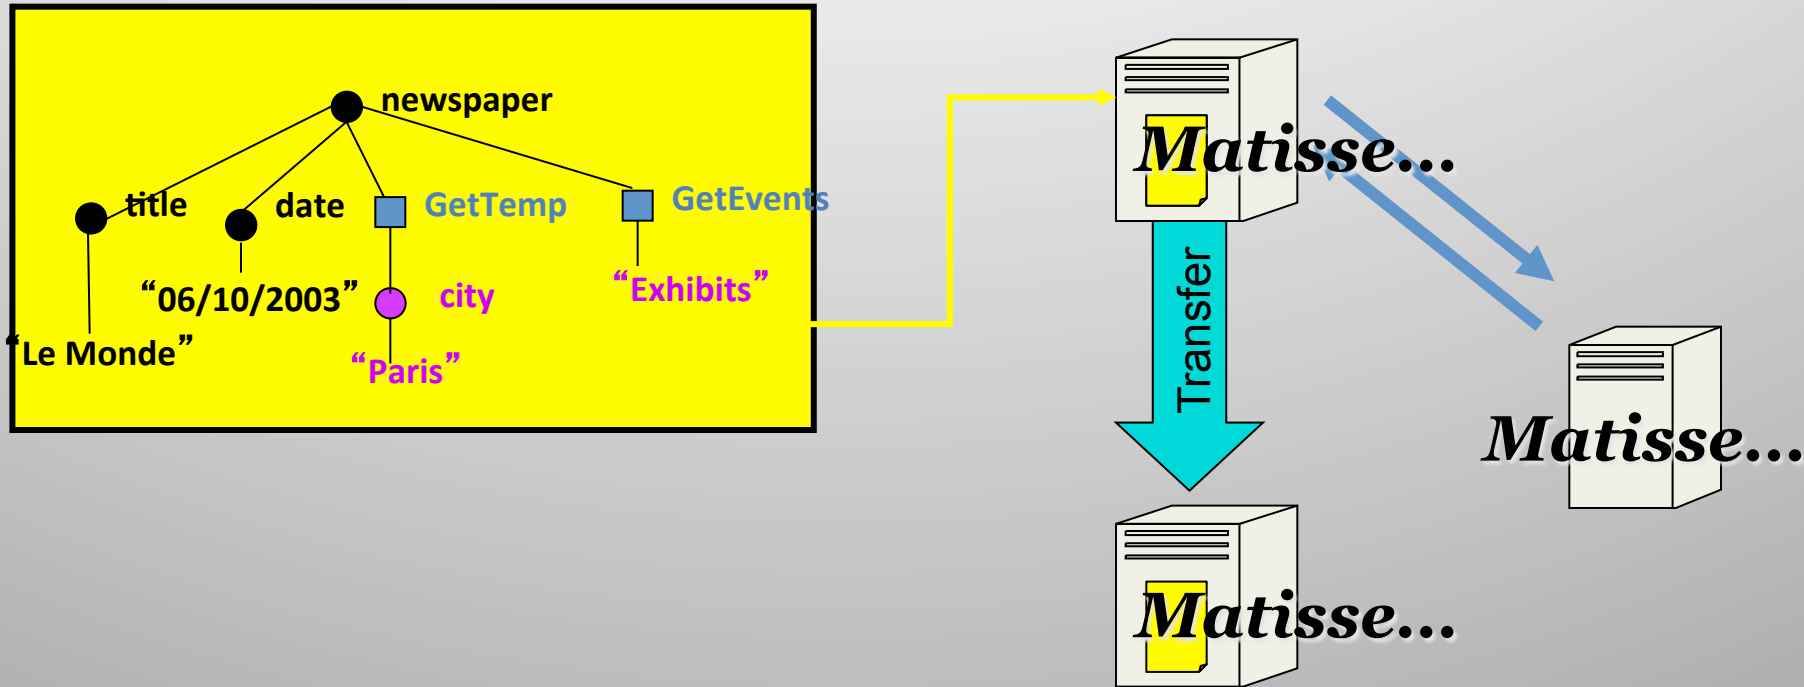 newspaper
title
date
GetTemp
GetEvents
“06/10/2003”
city
“Exhibits”
“Le Monde”
“Paris”
Matisse...
Transfer
Matisse...
Matisse...